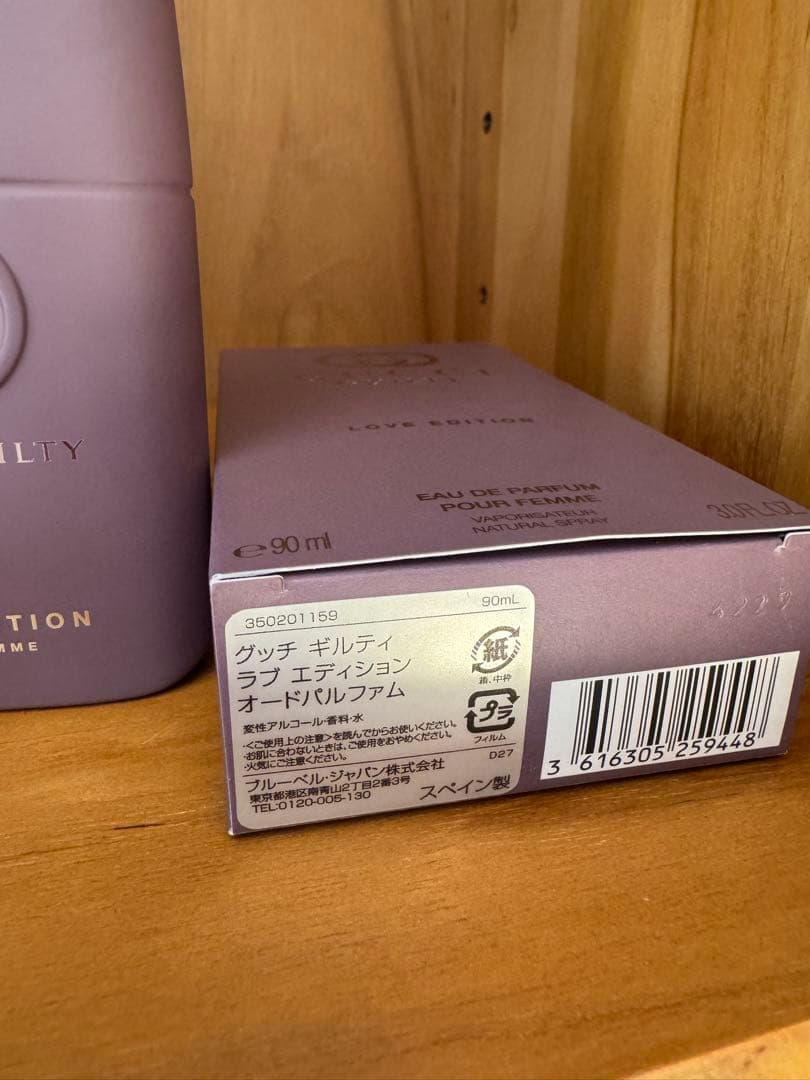 ILTY
TION
MME
LOVE EDITION
EAU DE PARFUM
POUR FEMME
VAPORISATEUR
NATURAL SPRAY
e 90 ml
3.0 FL.OZ
350201159 90mL
グッチ ギルティ
ラブ エディション
オードパルファム
変性アルコール・香料・水
・<ご使用上の注意>を読んでからお使いください。
・お肌に合わないときは、ご使用をおやめください。
・火気にご注意ください。
紙
箱、中枠
プラ
フィルム
D27
ブルーベル・ジャパン株式会社
東京都港区南青山2丁目2番3号
TEL:0120-005-130
スペイン製
3 616305 259448